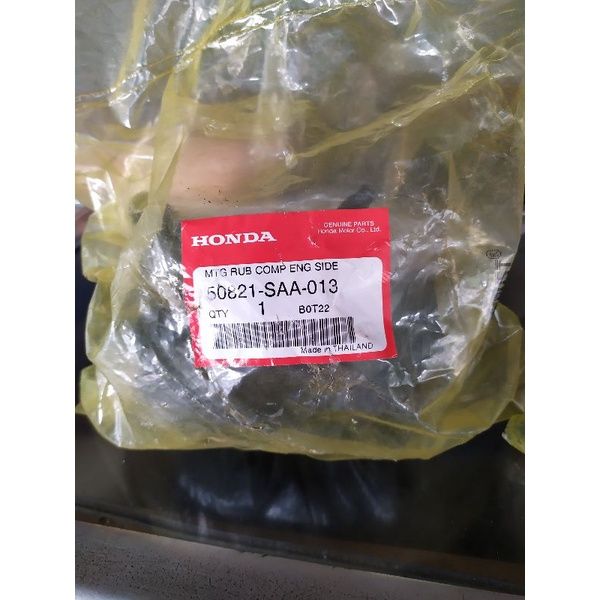 HONDA
GENUINE PARTS
Honda Motor Co., Ltd.
MTG RUB COMP ENG SIDE
50821-SAA-013
QTY 1 B0T22
Made in THAILAND